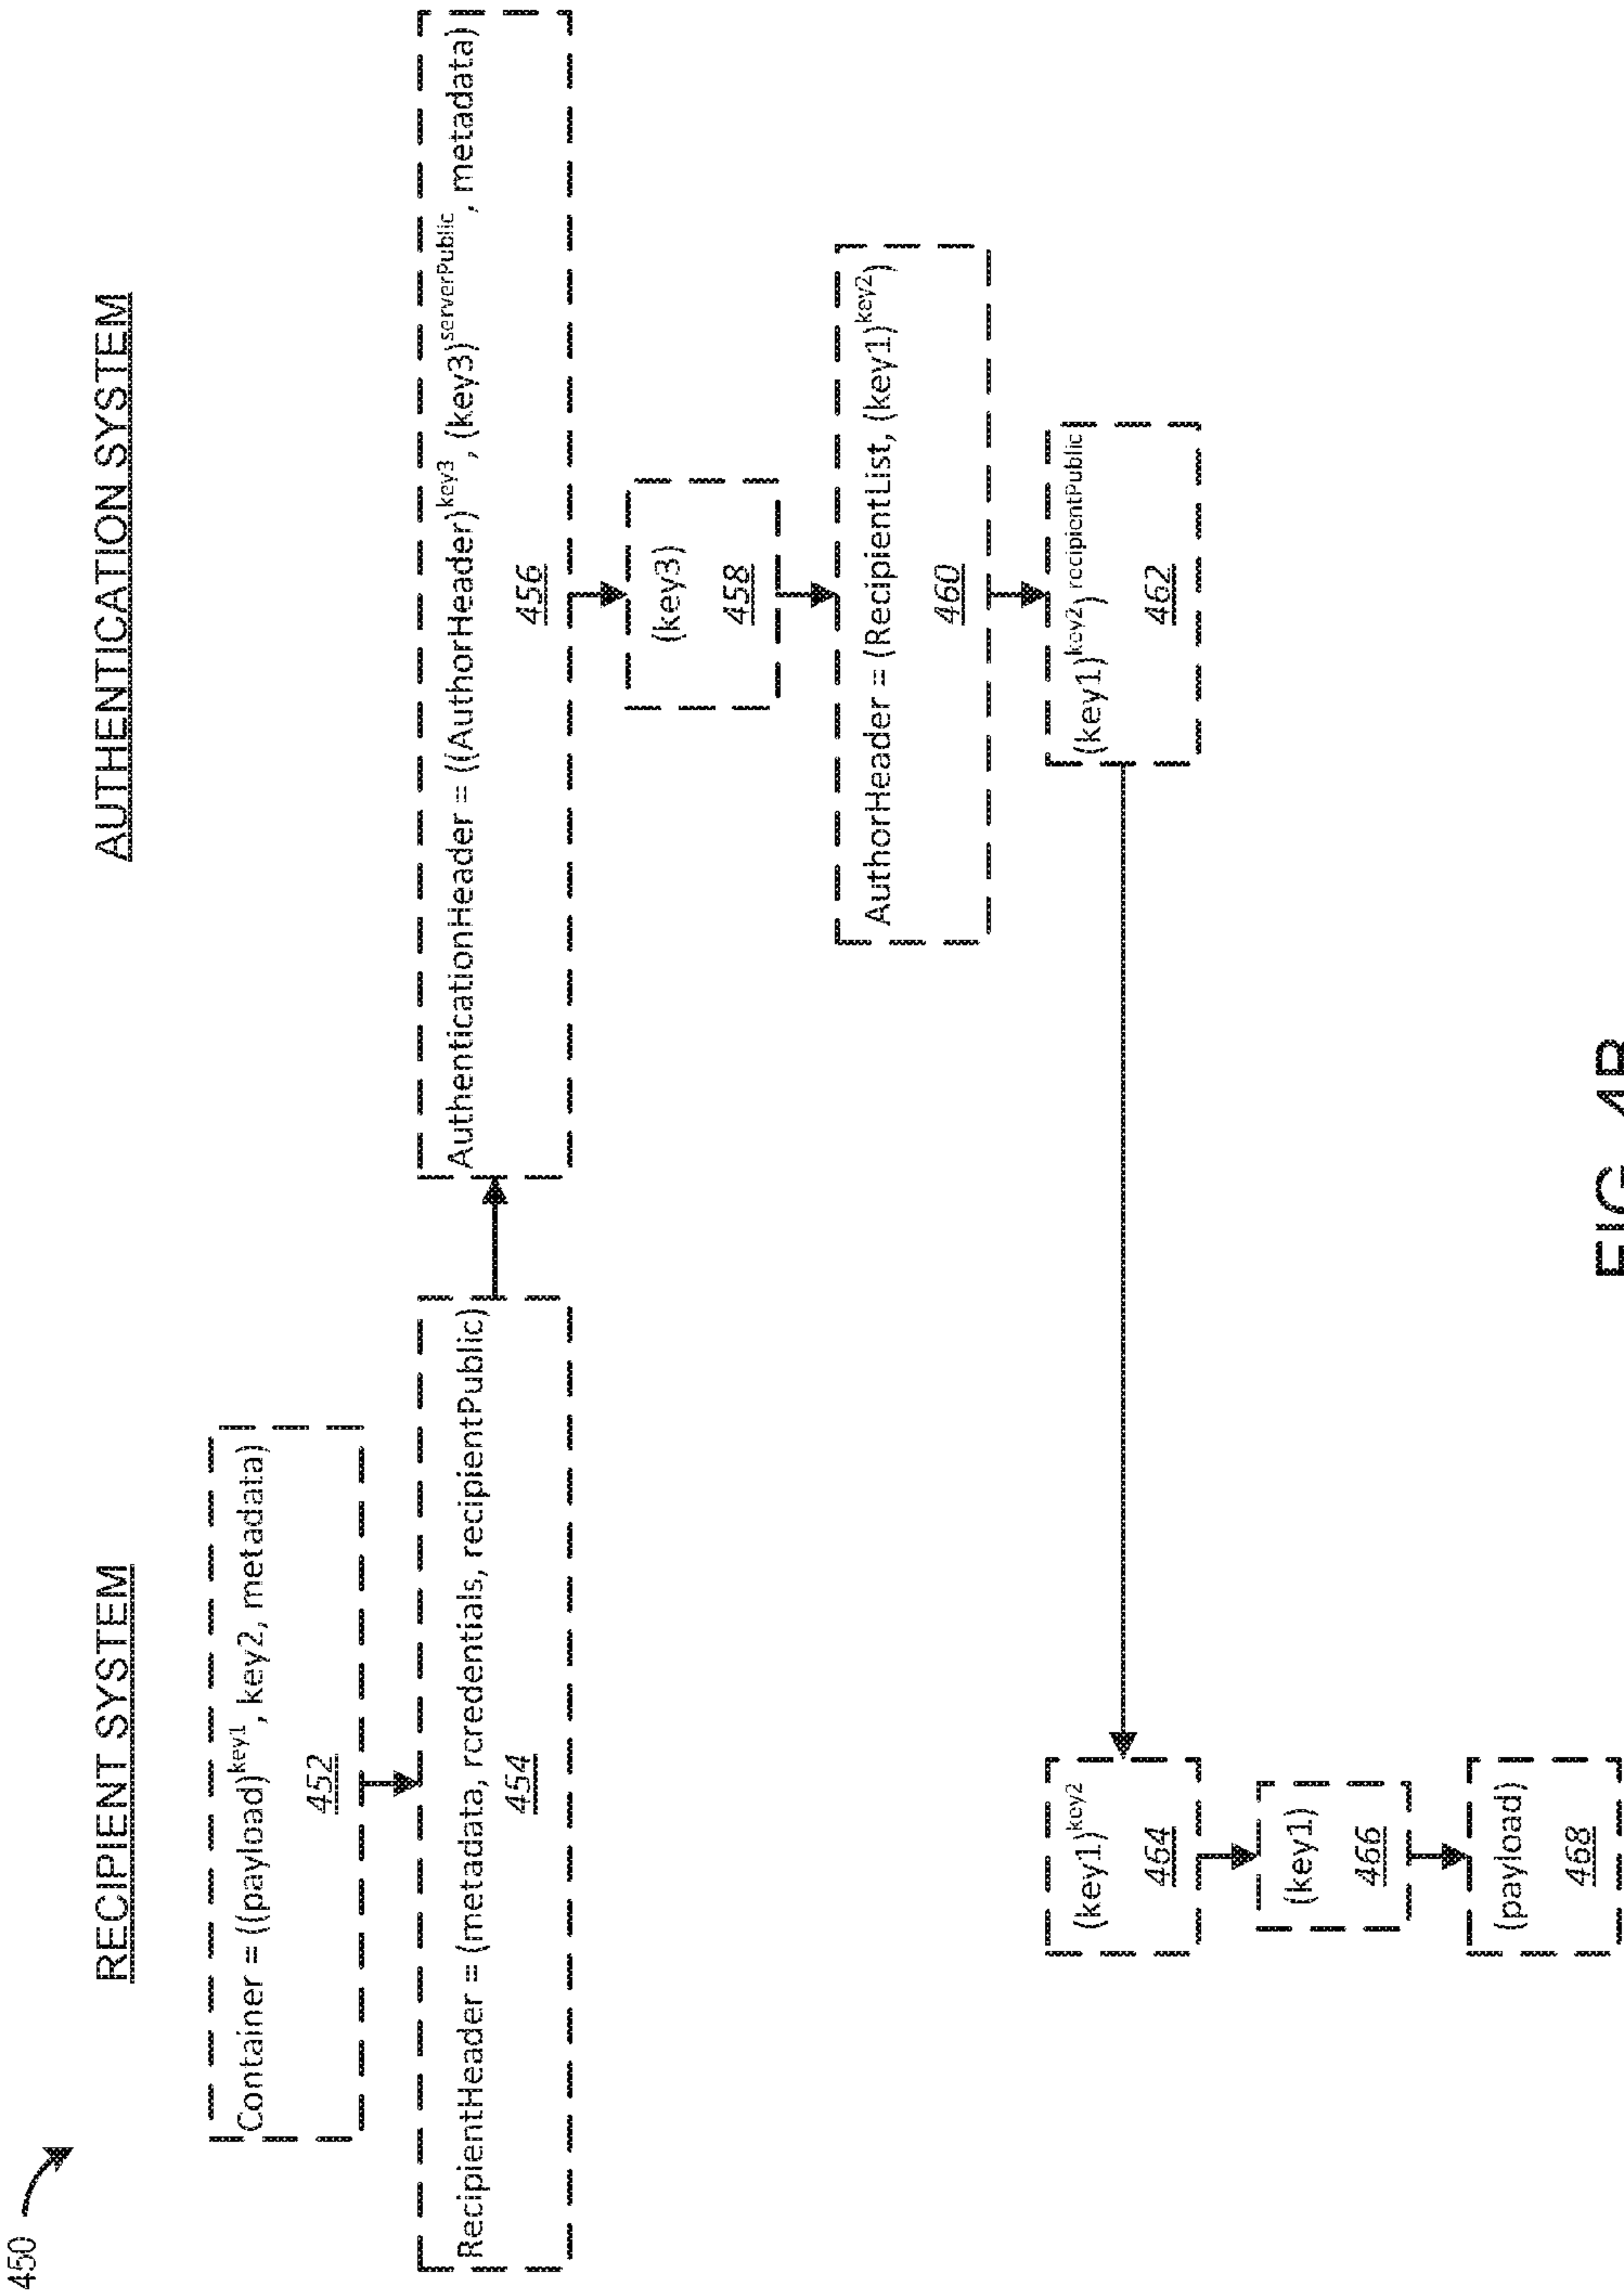 450
RECIPIENT SYSTEM
AUTHENTICATION SYSTEM
Container = ((payload)^key1, key2, metadata)
452
RecipientHeader = (metadata, rcredentials, recipientPublic)
454
AuthenticationHeader = ((AuthorHeader)^key3, (key3)^serverPublic, metadata)
456
(key3)
458
AuthorHeader = (RecipientList, (key1)^key2)
460
(key1)^key2) recipientPublic
462
(key1)^key2
464
(key1)
466
(payload)
468
FIG. 4B